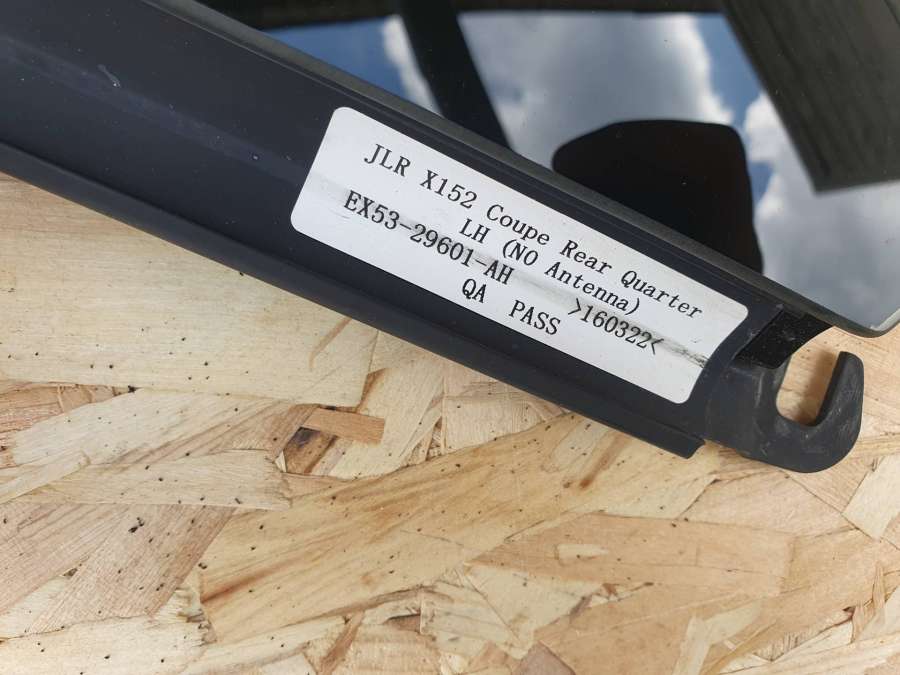 JLR X152 Coupe Rear Quarter
LH (NO Antenna)
EX53-29601-AH >160322<
QA PASS